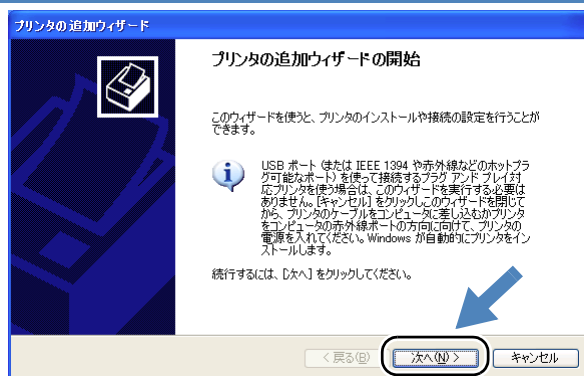 プリンタの追加ウィザード
プリンタの追加ウィザードの開始
このウィザードを使うと、プリンタのインストールや接続の設定を行うことが
できます。
USB ポート (または IEEE 1394 や赤外線などのホットプラ
グ可能なポート) を使って接続するプラグ アンド プレイ対
応プリンタを使う場合は、このウィザードを実行する必要は
ありません。[キャンセル] をクリックしこのウィザードを閉じて
から、プリンタのケーブルをコンピュータに差し込むかプリンタ
をコンピュータの赤外線ポートの方向に向けて、プリンタの
電源を入れてください。Windows が自動的にプリンタをイン
ストールします。
続行するには、[次へ] をクリックしてください。
< 戻る(B)
次へ(N) >
キャンセル